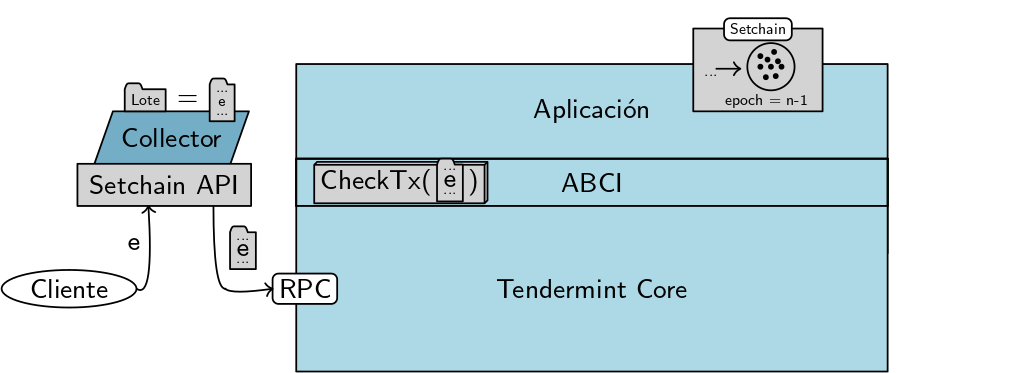 Setchain
...
epoch = n-1
Lote = ...
e
...
Aplicación
Collector
Setchain API
CheckTx( ...
e
... )
ABCI
e
...
e
...
Cliente
RPC
Tendermint Core